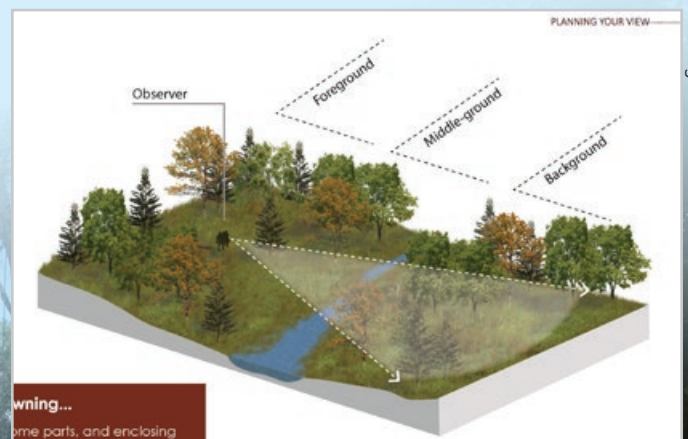 PLANNING YOUR VIEW
Observer
Foreground
Middle-ground
Background
wning...
ome parts, and enclosing